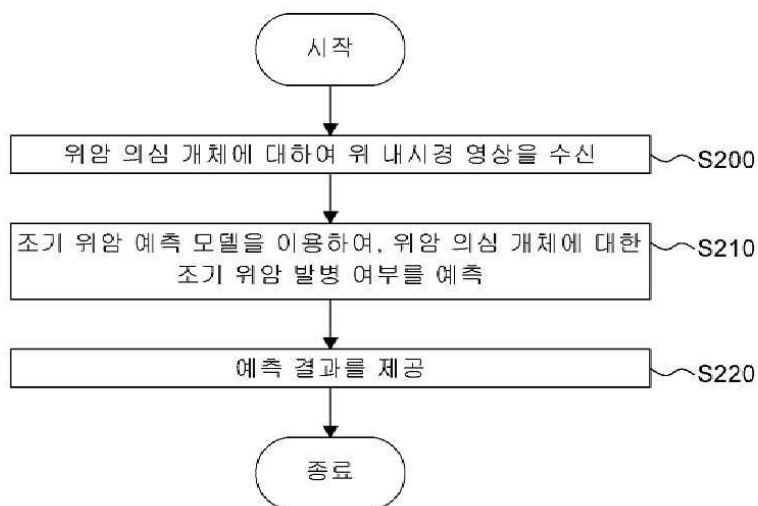 시작
위암 의심 개체에 대하여 위 내시경 영상을 수신
S200
조기 위암 예측 모델을 이용하여, 위암 의심 개체에 대한
조기 위암 발병 여부를 예측
S210
예측 결과를 제공
S220
종료